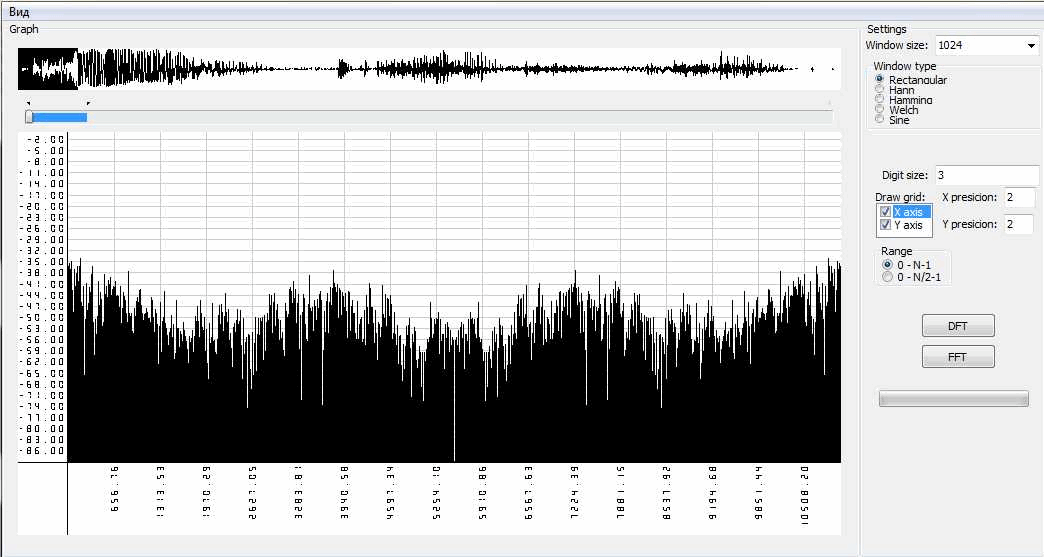 Вид
Graph
-2.00
-5.00
-8.00
-11.00
-14.00
-17.00
-20.00
-23.00
-26.00
-29.00
-32.00
-35.00
-38.00
-41.00
-44.00
-47.00
-50.00
-53.00
-56.00
-59.00
-62.00
-65.00
-68.00
-71.00
-74.00
-77.00
-80.00
-83.00
-86.00
656.76
1313.53
1970.29
2627.05
3283.81
3940.58
4597.34
5254.10
5910.86
6567.63
7224.39
7881.15
8537.92
9194.68
9851.44
10508.20
Settings
Window size: 1024
Window type
Rectangular
Hann
Hamming
Welch
Sine
Digit size: 3
Draw grid: X presicion: 2
X axis
Y axis Y presicion: 2
Range
0 - N-1
0 - N/2-1
DFT
FFT